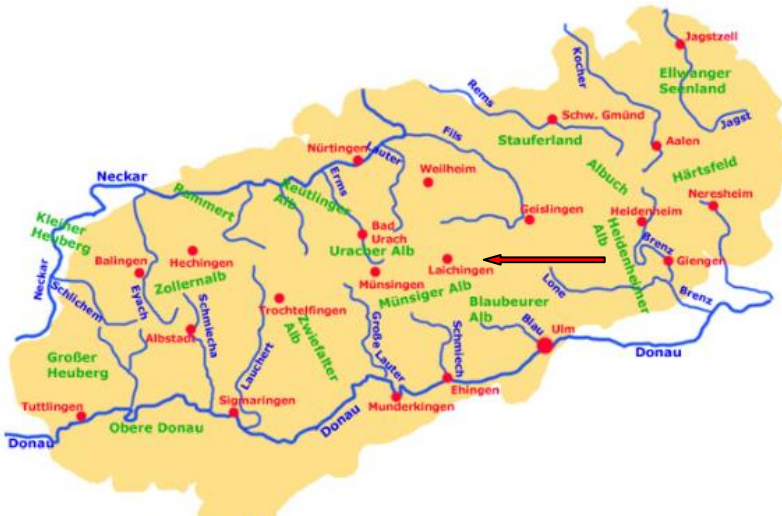 Jagstzell
Kocher
Ellwanger
Seenland
Rems
Schw. Gmünd
Jagst
Fils
Stauferland
Aalen
Nürtingen
Lauter
Weilheim
Albuch
Härtsfeld
Neckar
Rammert
Reutlinger
Alb
Erms
Neresheim
Kleiner
Heuberg
Geislingen
Heidenheim
Bad
Urach
Heidenheimer
Alb
Brenz
Balingen
Hechingen
Uracher Alb
Laichingen
Giengen
Neckar
Zollernalb
Eyach
Münsingen
Lone
Schlichem
Schmiecha
Trochtelfingen
Münsiger Alb
Blaubeurer
Alb
Brenz
Albstadt
Zwiefalter
Alb
Große Lauter
Schmiech
Blau
Ulm
Donau
Großer
Heuberg
Lauchert
Ehingen
Tuttlingen
Sigmaringen
Munderkingen
Donau
Obere Donau
Donau